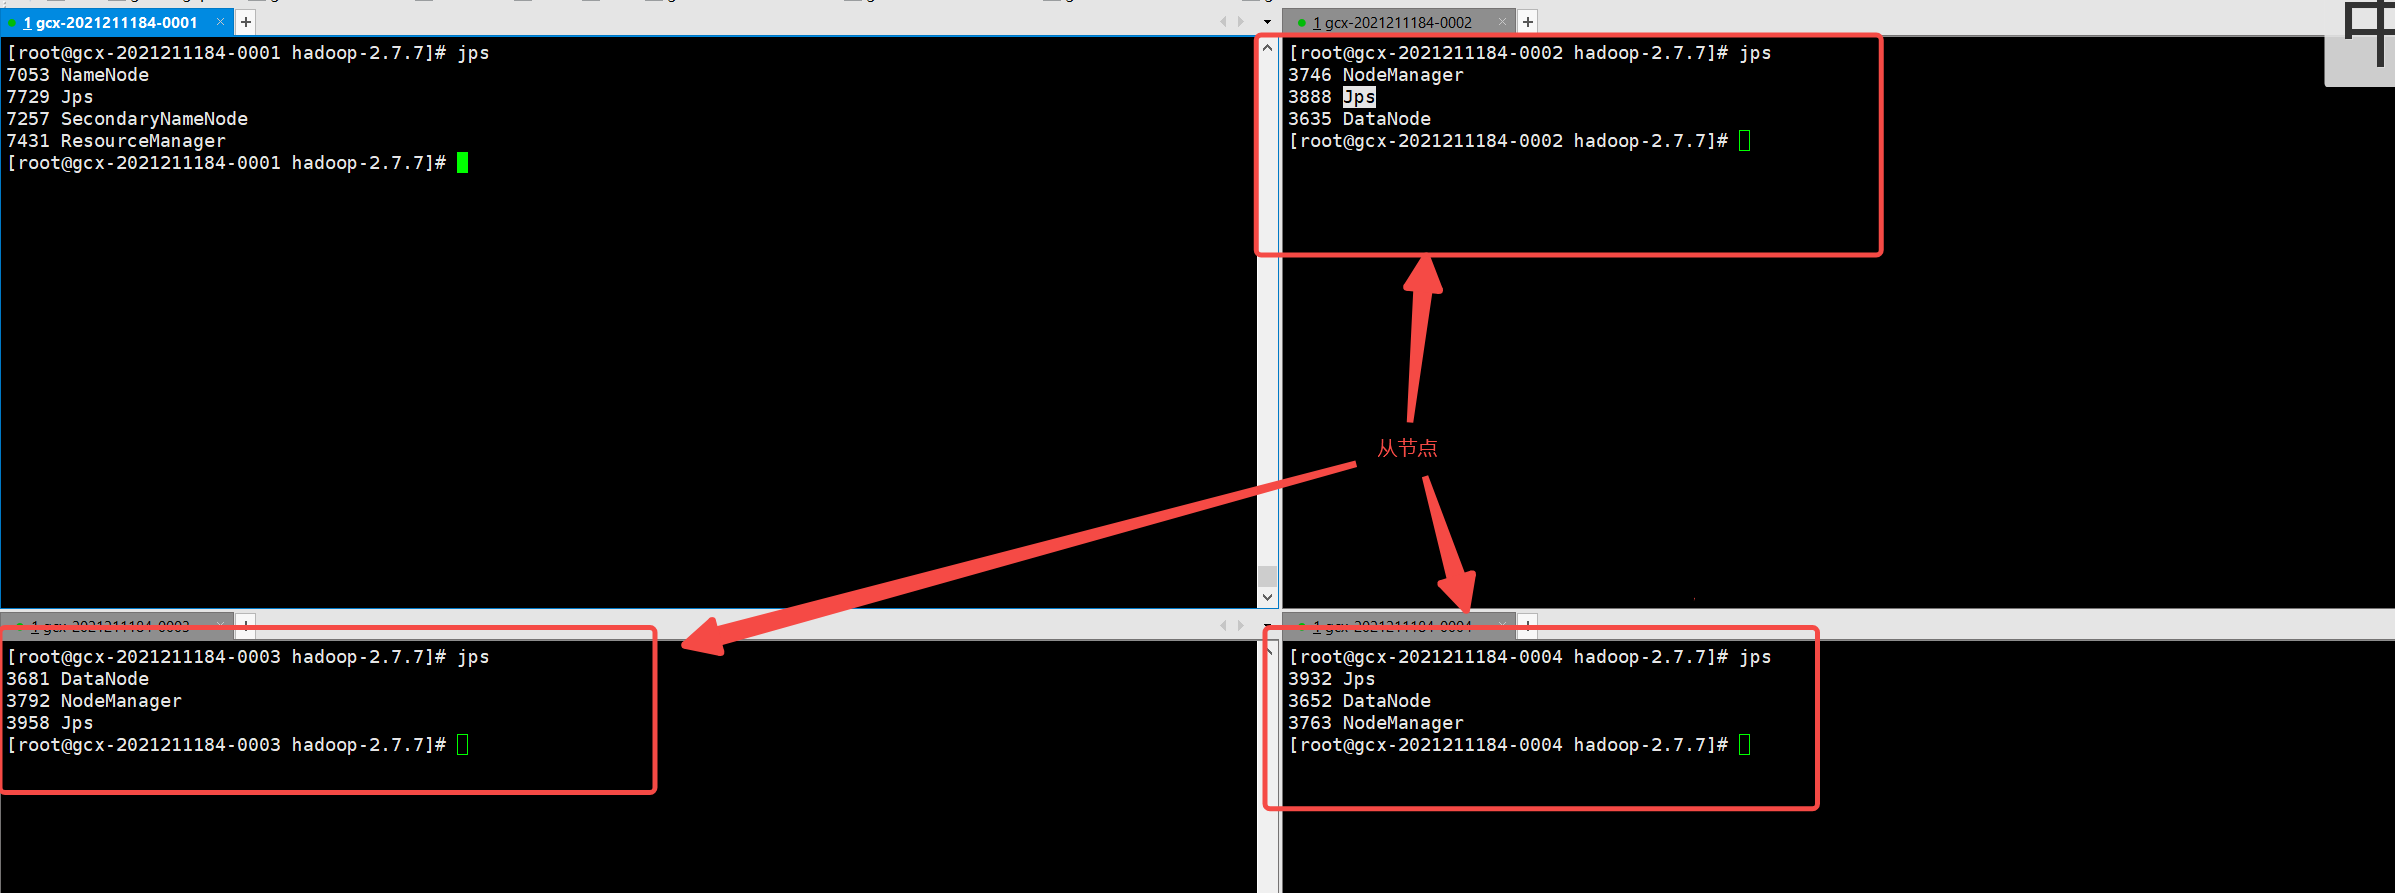 1 gcx-2021211184-0001
[root@gcx-2021211184-0001 hadoop-2.7.7]# jps
7053 NameNode
7729 Jps
7257 SecondaryNameNode
7431 ResourceManager
[root@gcx-2021211184-0001 hadoop-2.7.7]#
1 gcx-2021211184-0002
[root@gcx-2021211184-0002 hadoop-2.7.7]# jps
3746 NodeManager
3888 Jps
3635 DataNode
[root@gcx-2021211184-0002 hadoop-2.7.7]#
从节点
1 gcx-2021211184-0003
[root@gcx-2021211184-0003 hadoop-2.7.7]# jps
3681 DataNode
3792 NodeManager
3958 Jps
[root@gcx-2021211184-0003 hadoop-2.7.7]#
1 gcx-2021211184-0004
[root@gcx-2021211184-0004 hadoop-2.7.7]# jps
3932 Jps
3652 DataNode
3763 NodeManager
[root@gcx-2021211184-0004 hadoop-2.7.7]#